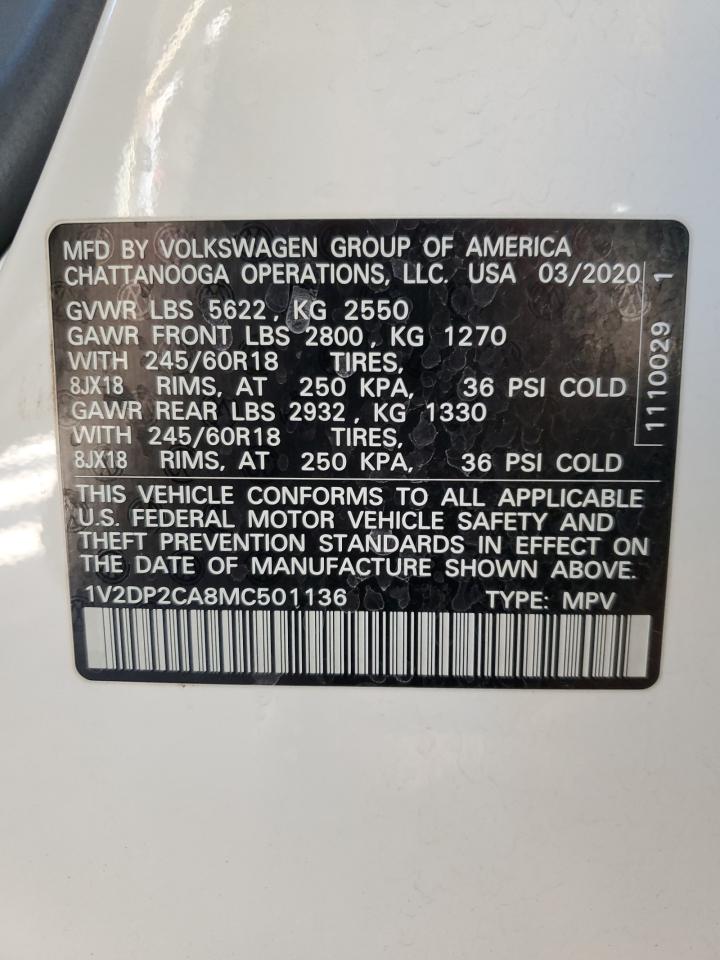 MFD BY VOLKSWAGEN GROUP OF AMERICA
CHATTANOOGA OPERATIONS, LLC. USA 03/2020
GVWR LBS 5622, KG 2550
GAWR FRONT LBS 2800, KG 1270
WITH 245/60R18 TIRES,
8JX18 RIMS, AT 250 KPA, 36 PSI COLD
GAWR REAR LBS 2932, KG 1330
WITH 245/60R18 TIRES,
8JX18 RIMS, AT 250 KPA, 36 PSI COLD
1110029 1
THIS VEHICLE CONFORMS TO ALL APPLICABLE
U.S. FEDERAL MOTOR VEHICLE SAFETY AND
THEFT PREVENTION STANDARDS IN EFFECT ON
THE DATE OF MANUFACTURE SHOWN ABOVE.
1V2DP2CA8MC501136 TYPE: MPV